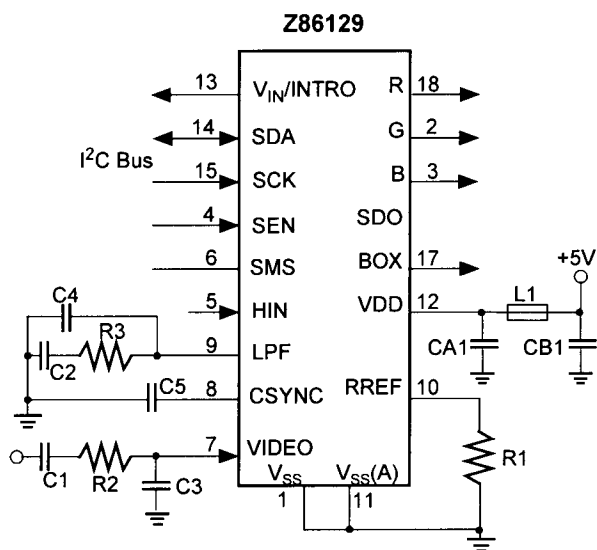 Z86129
13 V_IN/INTRO R 18
14 SDA G 2
I²C Bus
15 SCK B 3
4 SEN SDO
6 SMS BOX 17 +5V
C4 5 HIN VDD 12 L1
R3 9 LPF CA1 CB1
C2 C5 8 CSYNC RREF 10
7 VIDEO R1
C1 R2 C3 V_SS V_SS(A)
1 11